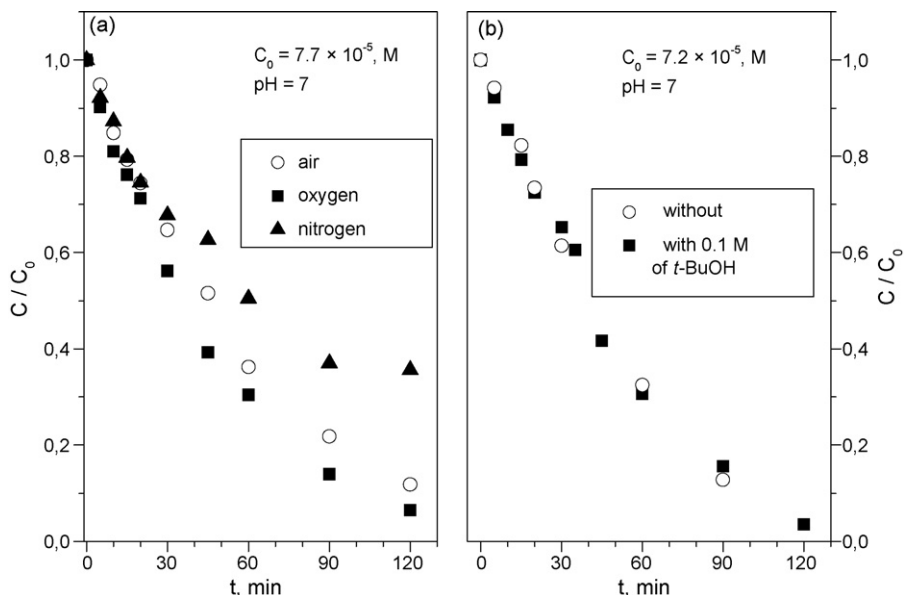 (a)
C₀ = 7.7 × 10⁻⁵, M
pH = 7
air
oxygen
nitrogen
1,0
0,8
0,6
0,4
0,2
0,0
C / C₀
0 30 60 90 120
t, min
(b)
C₀ = 7.2 × 10⁻⁵, M
pH = 7
without
with 0.1 M
of t-BuOH
1,0
0,8
0,6
0,4
0,2
0,0
C / C₀
0 30 60 90 120
t, min